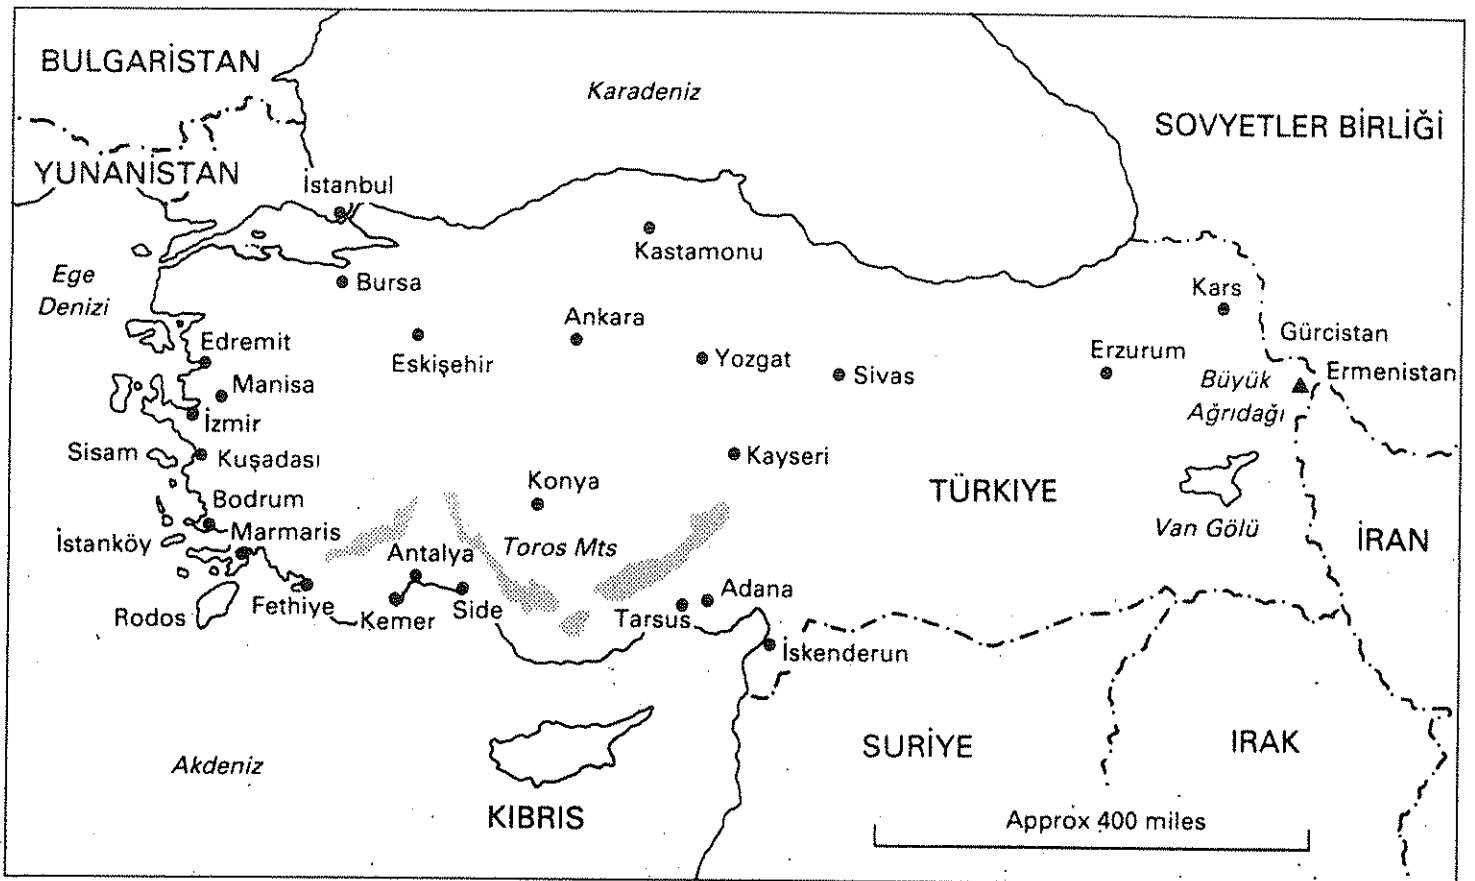 BULGARİSTAN
Karadeniz
SOVYETLER BİRLİĞİ
YUNANİSTAN
İstanbul
Kastamonu
Ege
Denizi
Bursa
Kars
Ankara
Gürcistan
Edremit
Eskişehir
Yozgat
Erzurum
Sivas
Ermenistan
Büyük
Ağrıdağı
Manisa
İzmir
Sisam
Kuşadası
Kayseri
Konya
TÜRKIYE
Bodrum
Van Gölü
İstanköy
Marmaris
Toros Mts
İRAN
Antalya
Adana
Rodos
Fethiye
Kemer
Side
Tarsus
İskenderun
SURİYE
IRAK
Akdeniz
KIBRIS
Approx 400 miles